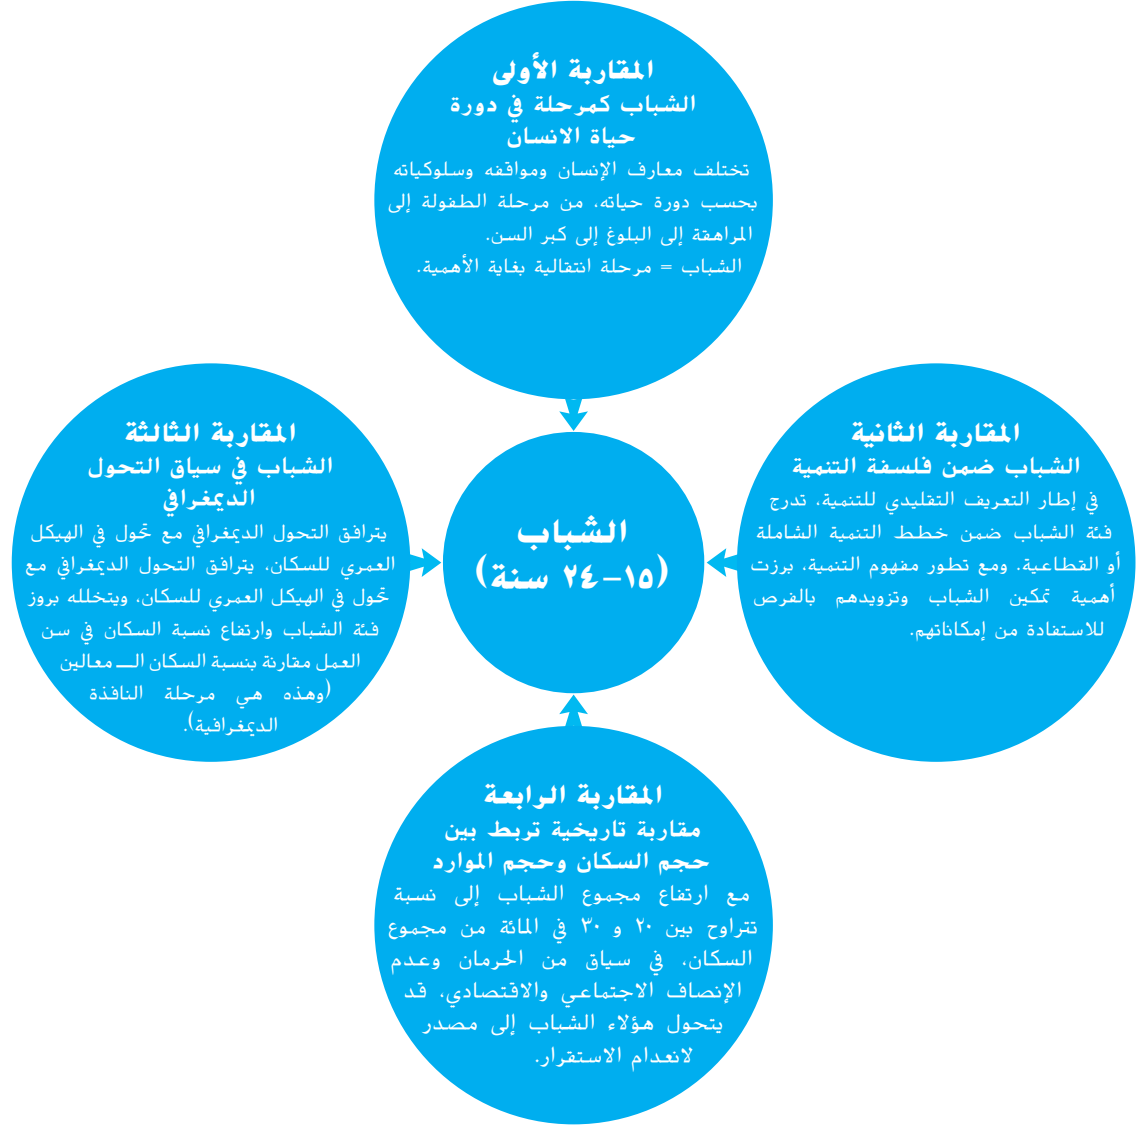 المقاربة الأولى
الشباب كمرحلة في دورة
حياة الانسان
تختلف معارف الإنسان ومواقفه وسلوكياته
بحسب دورة حياته، من مرحلة الطفولة إلى
المراهقة إلى البلوغ إلى كبر السن.
الشباب = مرحلة انتقالية بغاية الأهمية.
المقاربة الثانية
الشباب ضمن فلسفة التنمية
في إطار التعريف التقليدي للتنمية، تدرج
فئة الشباب ضمن خطط التنمية الشاملة
أو القطاعية. ومع تطور مفهوم التنمية، برزت
أهمية تمكين الشباب وتزويدهم بالفرص
للاستفادة من إمكاناتهم.
الشباب
(١٥-٢٤ سنة)
المقاربة الثالثة
الشباب في سياق التحول
الديمغرافي
يترافق التحول الديمغرافي مع تحّول في الهيكل
العمري للسكان، يترافق التحول الديمغرافي مع
تحّول في الهيكل العمري للسكان، ويتخلله بروز
فئة الشباب وارتفاع نسبة السكان في سن
العمل مقارنة بنسبة السكان الـــ معالين
(وهذه هي مرحلة النافذة
الديمغرافية).
المقاربة الرابعة
مقاربة تاريخية تربط بين
حجم السكان وحجم الموارد
مع ارتفاع مجموع الشباب إلى نسبة
تتراوح بين ٢٠ و ٣٠ في المائة من مجموع
السكان، في سياق من الحرمان وعدم
الإنصاف الاجتماعي والاقتصادي، قد
يتحول هؤلاء الشباب إلى مصدر
لانعدام الاستقرار.